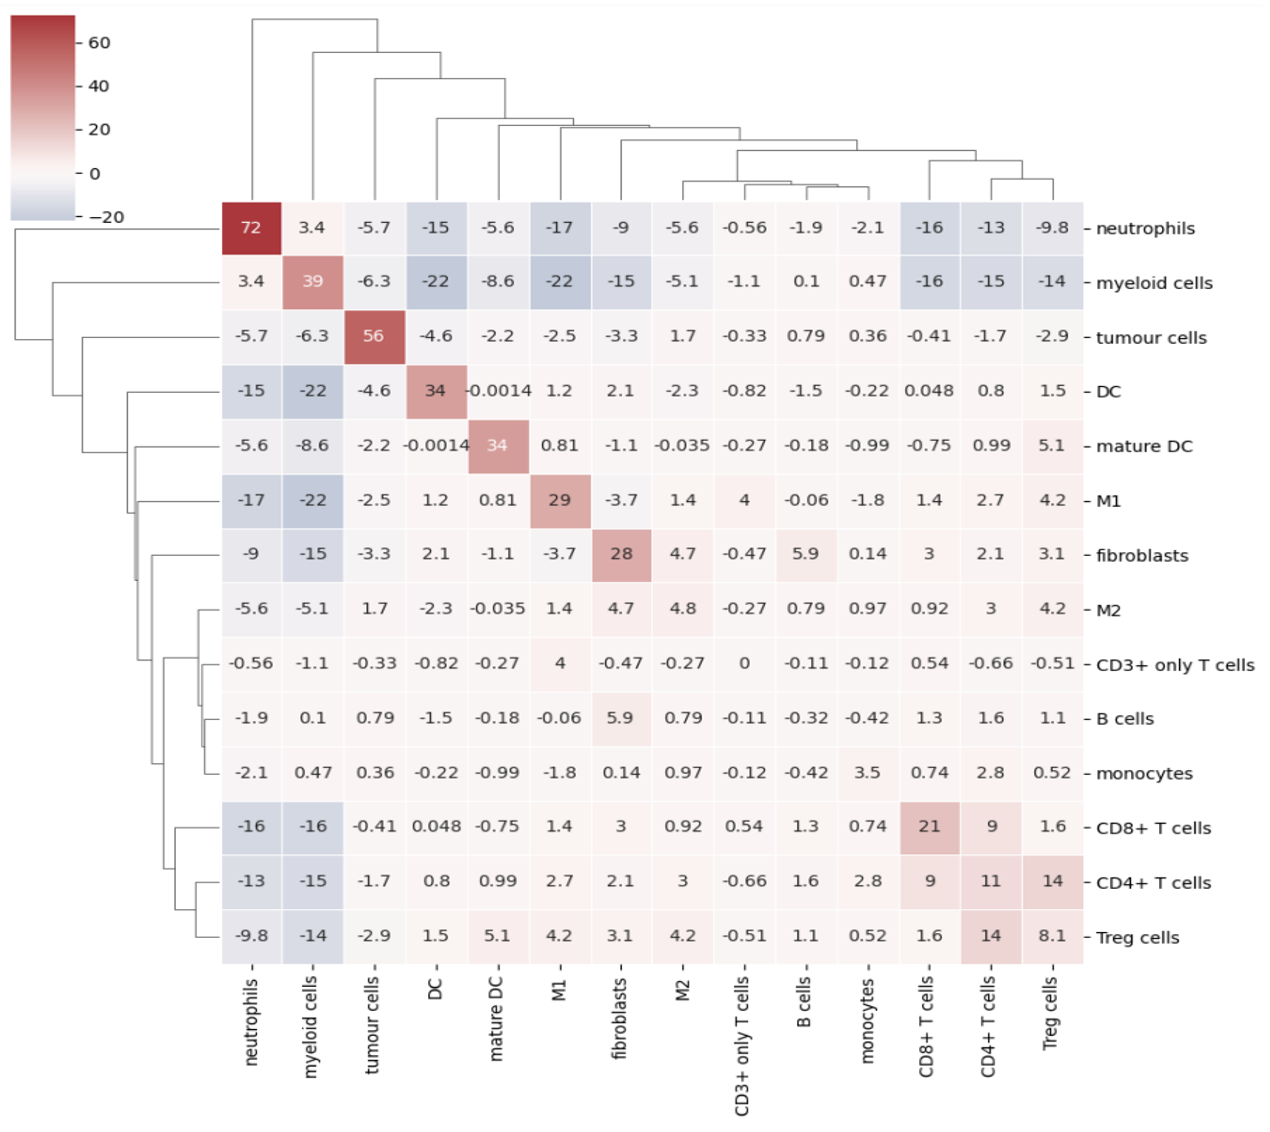 60
40
20
0
−20
72 3.4 -5.7 -15 -5.6 -17 -9 -5.6 -0.56 -1.9 -2.1 -16 -13 -9.8 neutrophils
3.4 39 -6.3 -22 -8.6 -22 -15 -5.1 -1.1 0.1 0.47 -16 -15 -14 myeloid cells
-5.7 -6.3 56 -4.6 -2.2 -2.5 -3.3 1.7 -0.33 0.79 0.36 -0.41 -1.7 -2.9 tumour cells
-15 -22 -4.6 34 -0.0014 1.2 2.1 -2.3 -0.82 -1.5 -0.22 0.048 0.8 1.5 DC
-5.6 -8.6 -2.2 -0.0014 34 0.81 -1.1 -0.035 -0.27 -0.18 -0.99 -0.75 0.99 5.1 mature DC
-17 -22 -2.5 1.2 0.81 29 -3.7 1.4 4 -0.06 -1.8 1.4 2.7 4.2 M1
-9 -15 -3.3 2.1 -1.1 -3.7 28 4.7 -0.47 5.9 0.14 3 2.1 3.1 fibroblasts
-5.6 -5.1 1.7 -2.3 -0.035 1.4 4.7 4.8 -0.27 0.79 0.97 0.92 3 4.2 M2
-0.56 -1.1 -0.33 -0.82 -0.27 4 -0.47 -0.27 0 -0.11 -0.12 0.54 -0.66 -0.51 CD3+ only T cells
-1.9 0.1 0.79 -1.5 -0.18 -0.06 5.9 0.79 -0.11 -0.32 -0.42 1.3 1.6 1.1 B cells
-2.1 0.47 0.36 -0.22 -0.99 -1.8 0.14 0.97 -0.12 -0.42 3.5 0.74 2.8 0.52 monocytes
-16 -16 -0.41 0.048 -0.75 1.4 3 0.92 0.54 1.3 0.74 21 9 1.6 CD8+ T cells
-13 -15 -1.7 0.8 0.99 2.7 2.1 3 -0.66 1.6 2.8 9 11 14 CD4+ T cells
-9.8 -14 -2.9 1.5 5.1 4.2 3.1 4.2 -0.51 1.1 0.52 1.6 14 8.1 Treg cells
neutrophils
myeloid cells
tumour cells
DC
mature DC
M1
fibroblasts
M2
CD3+ only T cells
B cells
monocytes
CD8+ T cells
CD4+ T cells
Treg cells